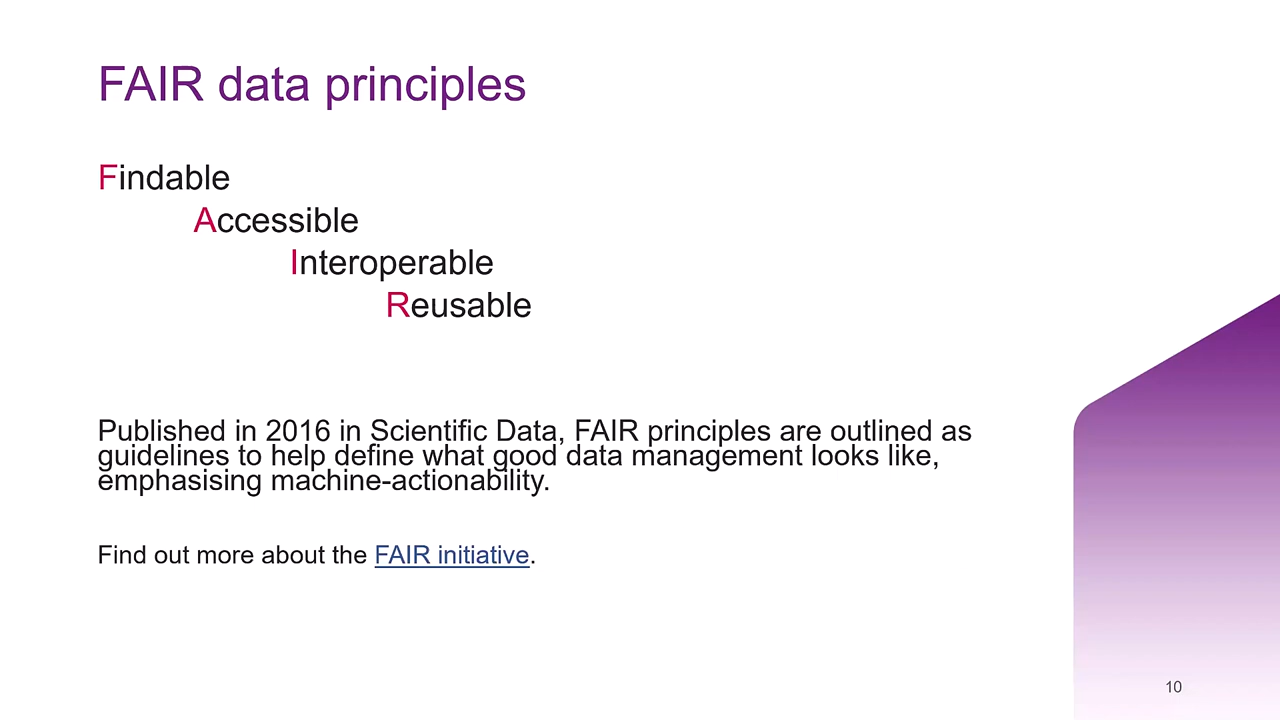 FAIR data principles
Findable
Accessible
Interoperable
Reusable
Published in 2016 in Scientific Data, FAIR principles are outlined as
guidelines to help define what good data management looks like,
emphasising machine-actionability.
Find out more about the FAIR initiative.
10